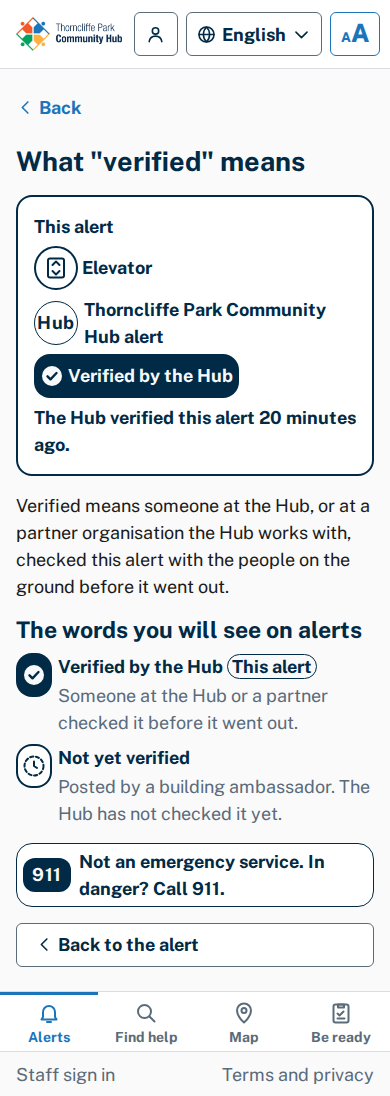 Thorncliffe Park
Community Hub
English
AA
Back
What "verified" means
This alert
Elevator
Hub
Thorncliffe Park Community
Hub alert
Verified by the Hub
The Hub verified this alert 20 minutes
ago.
Verified means someone at the Hub, or at a
partner organisation the Hub works with,
checked this alert with the people on the
ground before it went out.
The words you will see on alerts
Verified by the Hub This alert
Someone at the Hub or a partner
checked it before it went out.
Not yet verified
Posted by a building ambassador. The
Hub has not checked it yet.
911
Not an emergency service. In
danger? Call 911.
Back to the alert
Alerts Find help Map Be ready
Staff sign in Terms and privacy